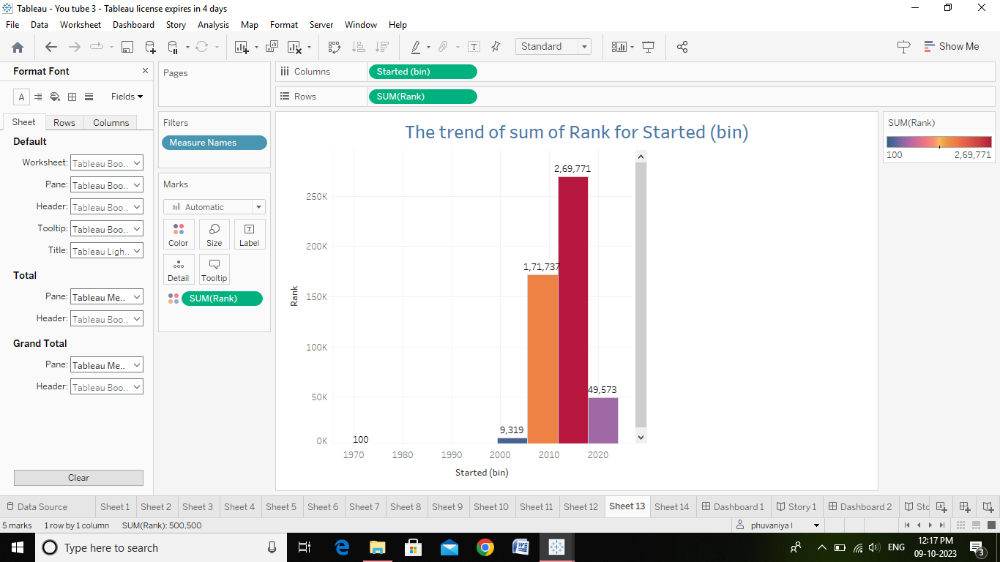 Tableau - You tube 3 - Tableau license expires in 4 days
File Data Worksheet Dashboard Story Analysis Map Format Server Window Help
Standard
Show Me
Format Font
Fields
Sheet Rows Columns
Default
Worksheet: Tableau Boo..
Pane: Tableau Boo..
Header: Tableau Boo..
Tooltip: Tableau Boo..
Title: Tableau Ligh..
Total
Pane: Tableau Me..
Header: Tableau Boo..
Grand Total
Pane: Tableau Me..
Header: Tableau Boo..
Clear
Pages
Filters
Measure Names
Marks
Automatic
Color Size Label
Detail Tooltip
SUM(Rank)
Columns Started (bin)
Rows SUM(Rank)
The trend of sum of Rank for Started (bin)
2,69,771
250K
200K
1,71,737
150K
Rank
100K
49,573
50K
9,319
0K
100
1970 1980 1990 2000 2010 2020
Started (bin)
SUM(Rank)
100 2,69,771
Data Source Sheet 1 Sheet 2 Sheet 3 Sheet 4 Sheet 5 Sheet 6 Sheet 7 Sheet 8 Sheet 9 Sheet 10 Sheet 11 Sheet 12 Sheet 13 Sheet 14 Dashboard 1 Story 1 Dashboard 2 Stc
5 marks 1 row by 1 column SUM(Rank): 500,500 phuvaniya l
Type here to search
ENG
12:17 PM
09-10-2023
3